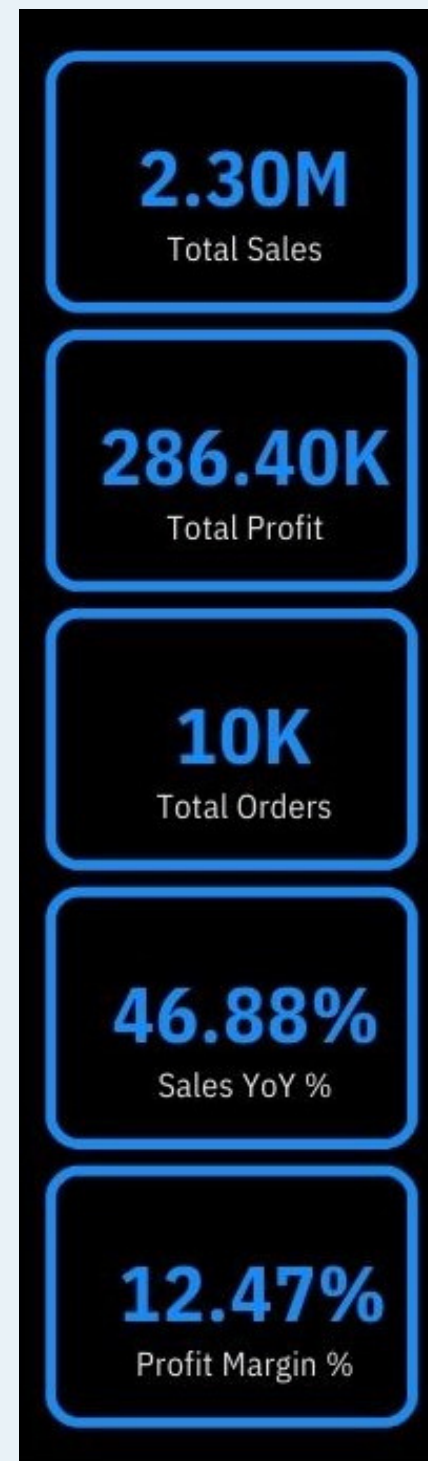 2.30M
Total Sales
286.40K
Total Profit
10K
Total Orders
46.88%
Sales YoY %
12.47%
Profit Margin %